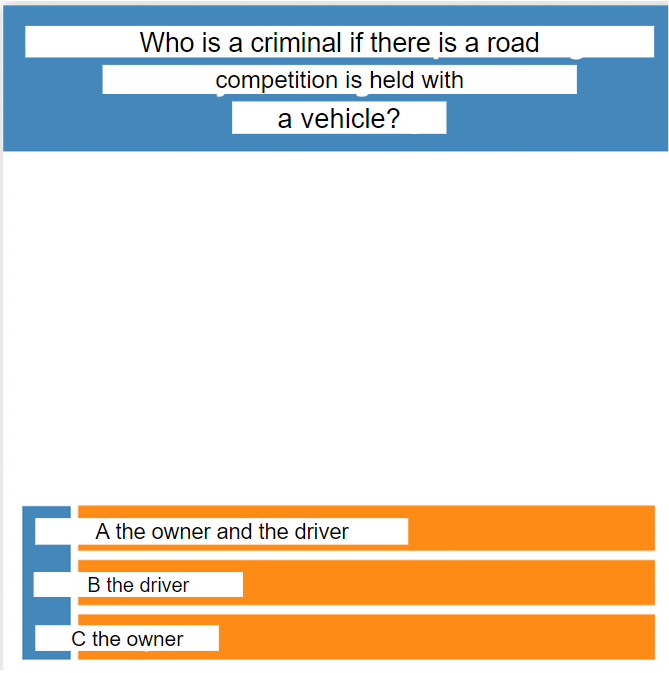 Who is a criminal if there is a road
competition is held with
a vehicle?
A the owner and the driver
B the driver
C the owner